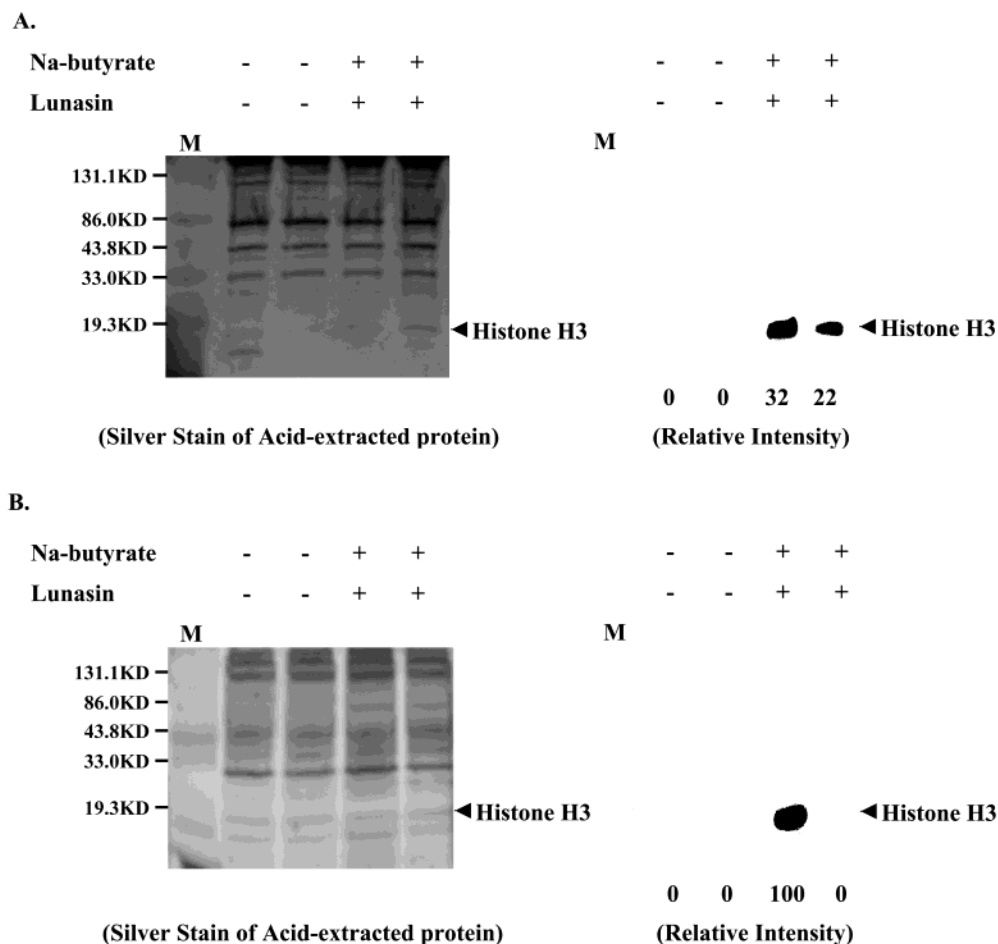 A.
Na-butyrate - - + + - - + +
Lunasin - - + + - - + +
M M
131.1KD
86.0KD
43.8KD
33.0KD
19.3KD
Histone H3 Histone H3
0 0 32 22
(Silver Stain of Acid-extracted protein) (Relative Intensity)
B.
Na-butyrate - - + + - - + +
Lunasin - - + + - - + +
M M
131.1KD
86.0KD
43.8KD
33.0KD
19.3KD
Histone H3 Histone H3
0 0 100 0
(Silver Stain of Acid-extracted protein) (Relative Intensity)